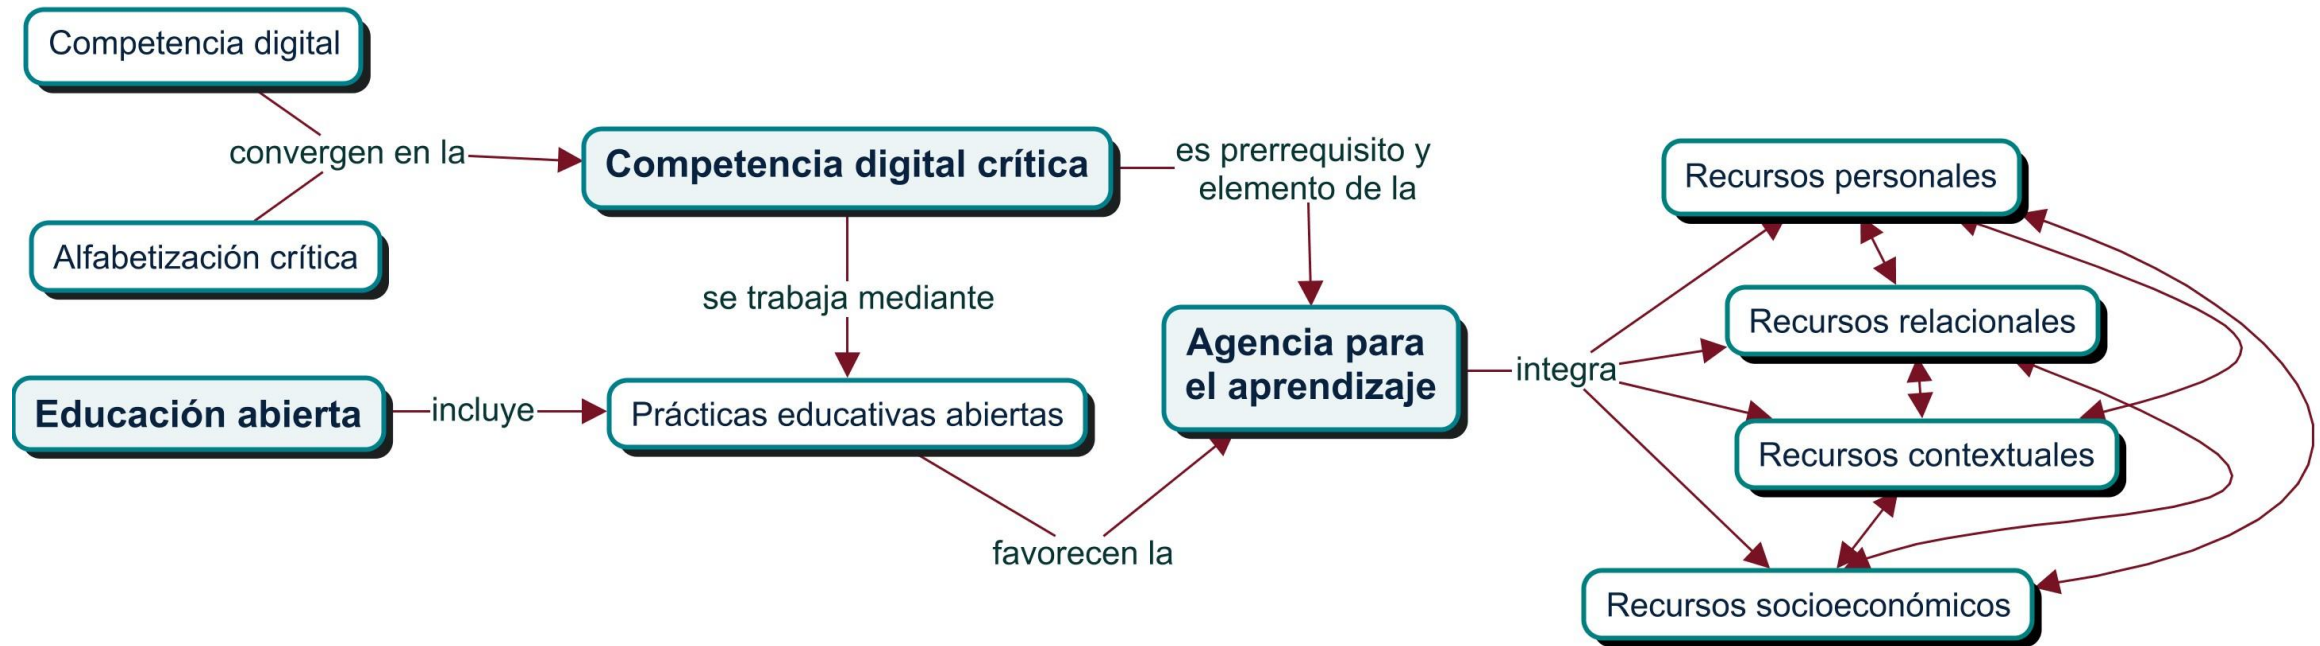 Competencia digital
convergen en la
Alfabetización crítica
Competencia digital crítica
es prerrequisito y
elemento de la
se trabaja mediante
Educación abierta
incluye
Prácticas educativas abiertas
favorecen la
Agencia para
el aprendizaje
integra
Recursos personales
Recursos relacionales
Recursos contextuales
Recursos socioeconómicos